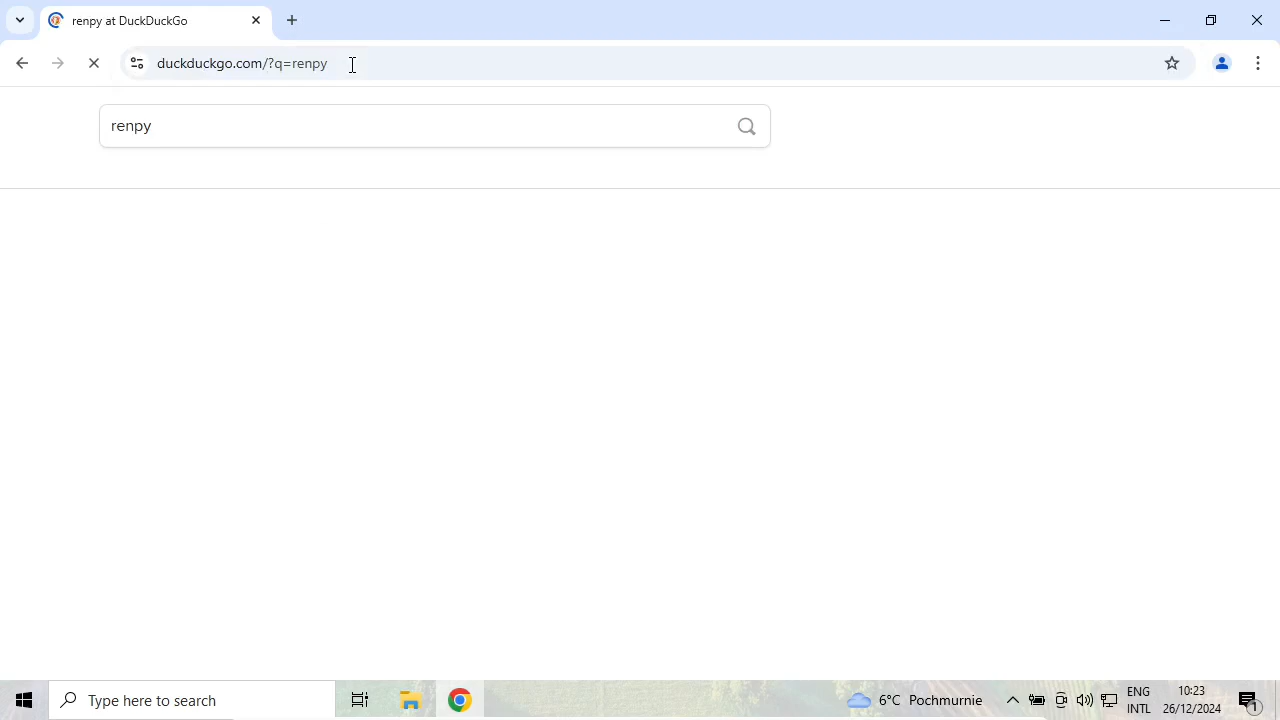 renpy at DuckDuckGo
duckduckgo.com/?q=renpy
renpy
Type here to search
6°C Pochmurnie
ENG
INTL
10:23
26/12/2024
1